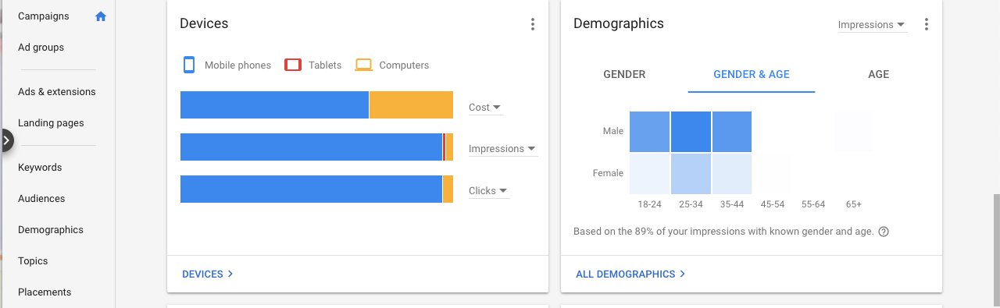 Campaigns
Ad groups
Ads & extensions
Landing pages
Keywords
Audiences
Demographics
Topics
Placements
Devices
Mobile phones Tablets Computers
Cost
Impressions
Clicks
DEVICES
Demographics
Impressions
GENDER GENDER & AGE AGE
Male
Female
18-24 25-34 35-44 45-54 55-64 65+
Based on the 89% of your impressions with known gender and age. ?
ALL DEMOGRAPHICS